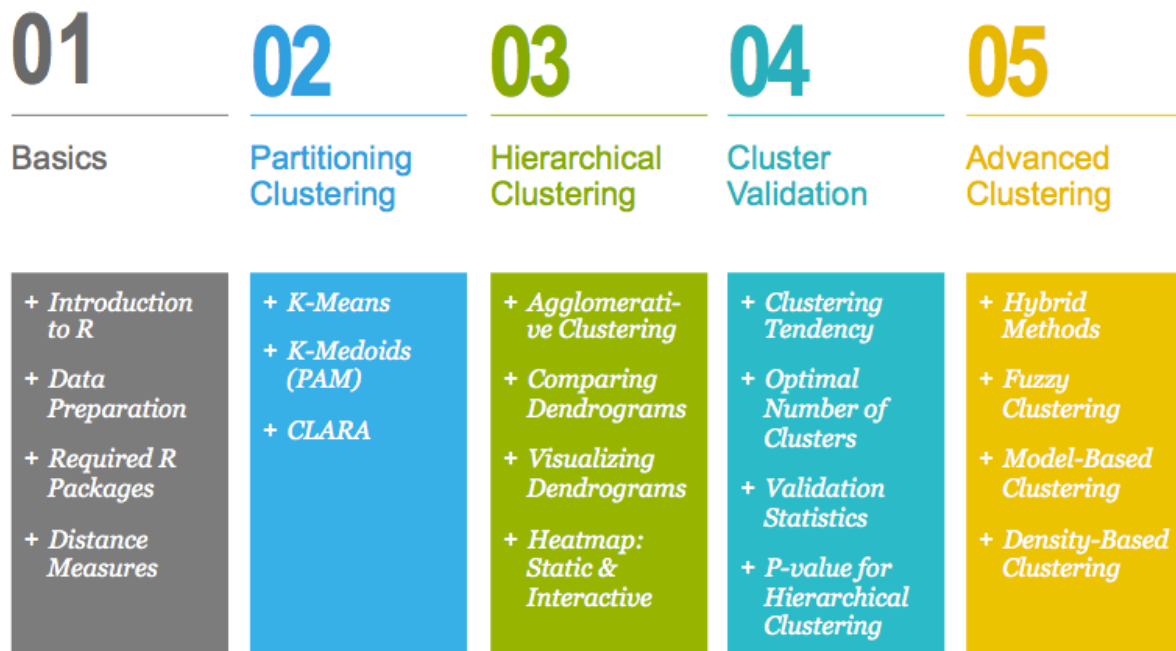 01
Basics
+ Introduction
to R
+ Data
Preparation
+ Required R
Packages
+ Distance
Measures
02
Partitioning
Clustering
+ K-Means
+ K-Medoids
(PAM)
+ CLARA
03
Hierarchical
Clustering
+ Agglomerati-
ve Clustering
+ Comparing
Dendrograms
+ Visualizing
Dendrograms
+ Heatmap:
Static &
Interactive
04
Cluster
Validation
+ Clustering
Tendency
+ Optimal
Number of
Clusters
+ Validation
Statistics
+ P-value for
Hierarchical
Clustering
05
Advanced
Clustering
+ Hybrid
Methods
+ Fuzzy
Clustering
+ Model-Based
Clustering
+ Density-Based
Clustering